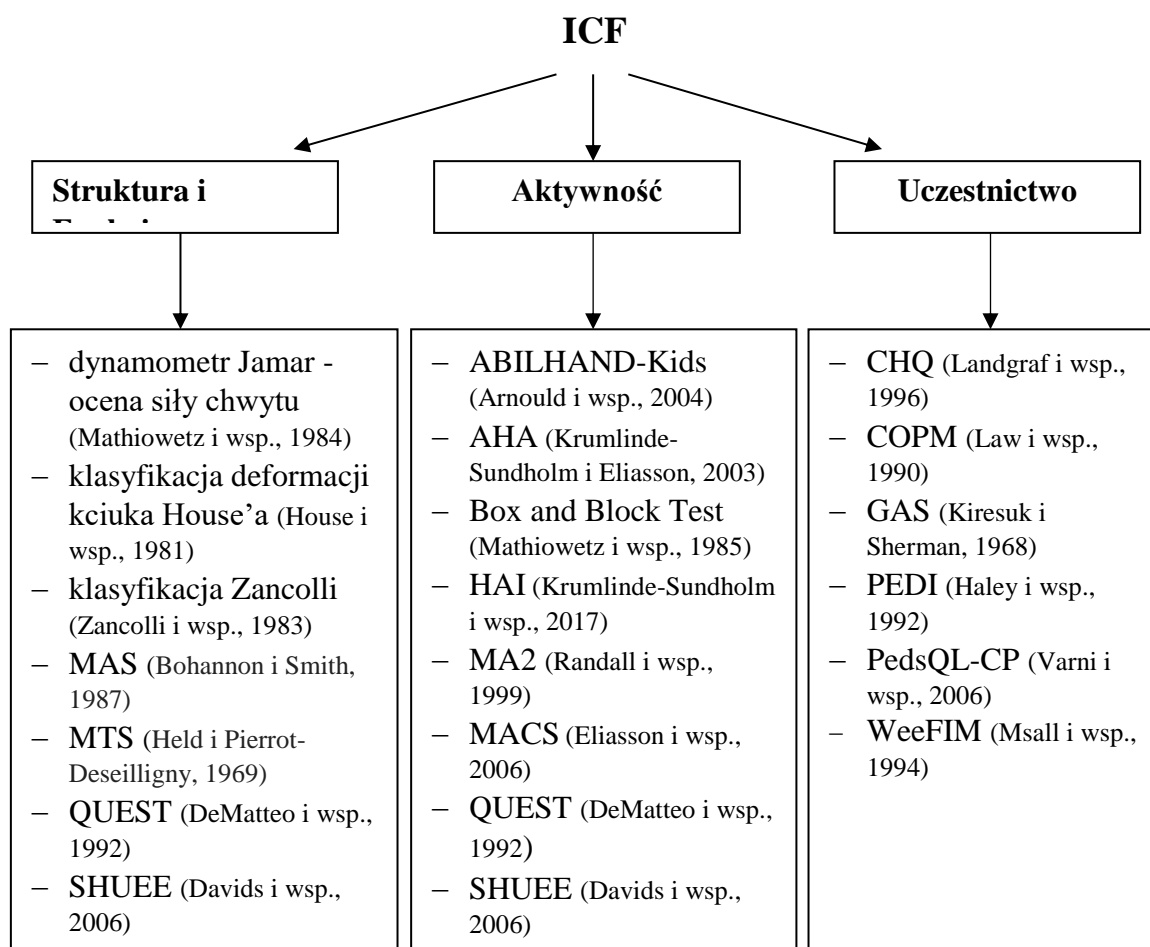 ICF
Struktura i
Aktywność
Uczestnictwo
– dynamometr Jamar -
ocena siły chwytu
(Mathiowetz i wsp., 1984)
– klasyfikacja deformacji
kciuka House’a (House i
wsp., 1981)
– klasyfikacja Zancolli
(Zancolli i wsp., 1983)
– MAS (Bohannon i Smith,
1987)
– MTS (Held i Pierrot-
Deseilligny, 1969)
– QUEST (DeMatteo i wsp.,
1992)
– SHUEE (Davids i wsp.,
2006)
– ABILHAND-Kids
(Arnould i wsp., 2004)
– AHA (Krumlinde-
Sundholm i Eliasson, 2003)
– Box and Block Test
(Mathiowetz i wsp., 1985)
– HAI (Krumlinde-Sundholm
i wsp., 2017)
– MA2 (Randall i wsp.,
1999)
– MACS (Eliasson i wsp.,
2006)
– QUEST (DeMatteo i wsp.,
1992)
– SHUEE (Davids i wsp.,
2006)
– CHQ (Landgraf i wsp.,
1996)
– COPM (Law i wsp.,
1990)
– GAS (Kiresuk i
Sherman, 1968)
– PEDI (Haley i wsp.,
1992)
– PedsQL-CP (Varni i
wsp., 2006)
– WeeFIM (Msall i wsp.,
1994)